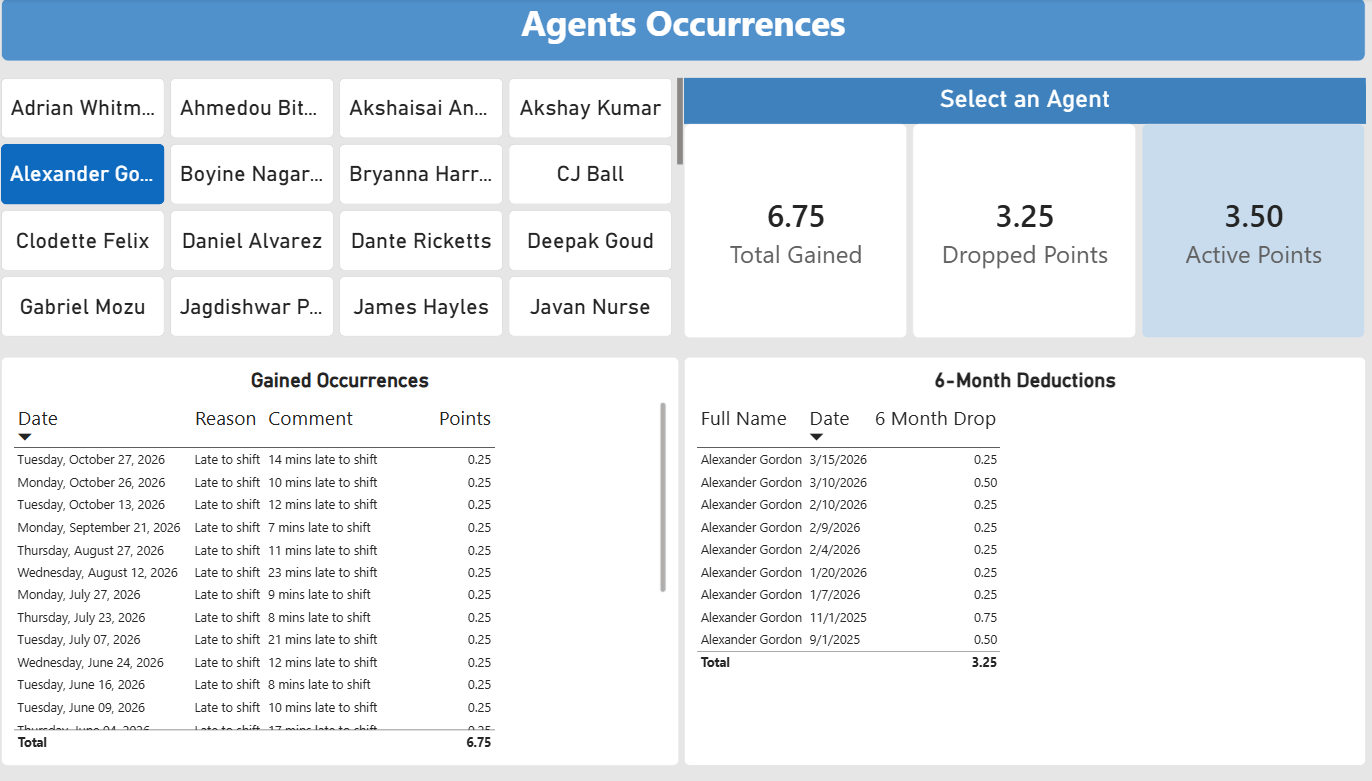 Agents Occurrences
Adrian Whitm... Ahmedou Bit... Akshaisai An... Akshay Kumar
Alexander Go... Boyine Nagar... Bryanna Harr... CJ Ball
Clodette Felix Daniel Alvarez Dante Ricketts Deepak Goud
Gabriel Mozu Jagdishwar P... James Hayles Javan Nurse
Select an Agent
6.75 3.25 3.50
Total Gained Dropped Points Active Points
Gained Occurrences
Date Reason Comment Points
Tuesday, October 27, 2026 Late to shift 14 mins late to shift 0.25
Monday, October 26, 2026 Late to shift 10 mins late to shift 0.25
Tuesday, October 13, 2026 Late to shift 12 mins late to shift 0.25
Monday, September 21, 2026 Late to shift 7 mins late to shift 0.25
Thursday, August 27, 2026 Late to shift 11 mins late to shift 0.25
Wednesday, August 12, 2026 Late to shift 23 mins late to shift 0.25
Monday, July 27, 2026 Late to shift 9 mins late to shift 0.25
Thursday, July 23, 2026 Late to shift 8 mins late to shift 0.25
Tuesday, July 07, 2026 Late to shift 21 mins late to shift 0.25
Wednesday, June 24, 2026 Late to shift 12 mins late to shift 0.25
Tuesday, June 16, 2026 Late to shift 8 mins late to shift 0.25
Tuesday, June 09, 2026 Late to shift 10 mins late to shift 0.25
Total 6.75
6-Month Deductions
Full Name Date 6 Month Drop
Alexander Gordon 3/15/2026 0.25
Alexander Gordon 3/10/2026 0.50
Alexander Gordon 2/10/2026 0.25
Alexander Gordon 2/9/2026 0.25
Alexander Gordon 2/4/2026 0.25
Alexander Gordon 1/20/2026 0.25
Alexander Gordon 1/7/2026 0.25
Alexander Gordon 11/1/2025 0.75
Alexander Gordon 9/1/2025 0.50
Total 3.25